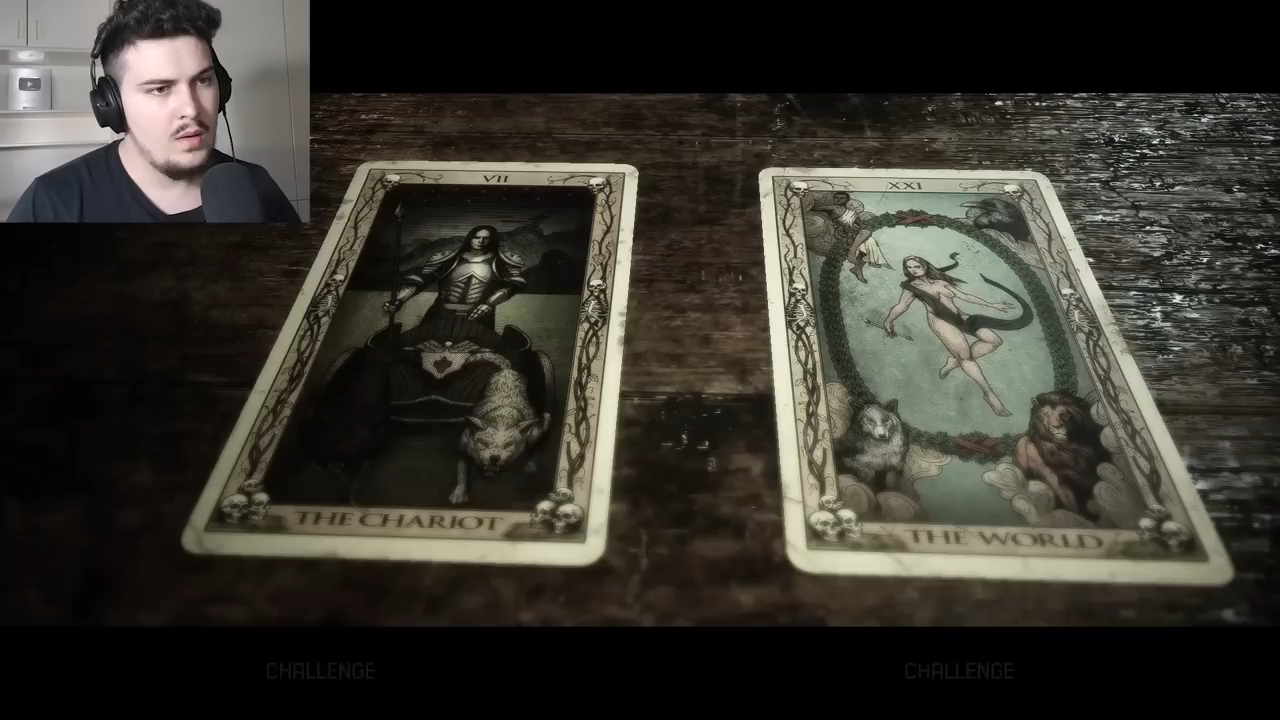 VII
XXI
THE CHARIOT
THE WORLD
CHALLENGE
CHALLENGE